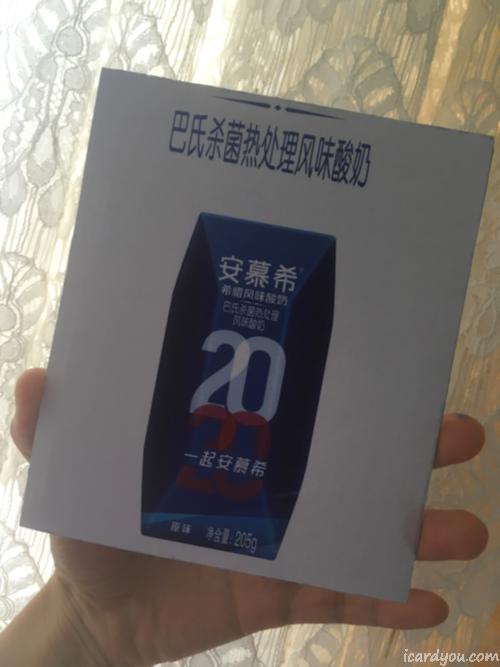 巴氏杀菌热处理风味酸奶
安慕希®
希腊风味酸奶
巴氏杀菌热处理
风味酸奶
20
20
一起安慕希
原味 净含量:205g
icardyou.com